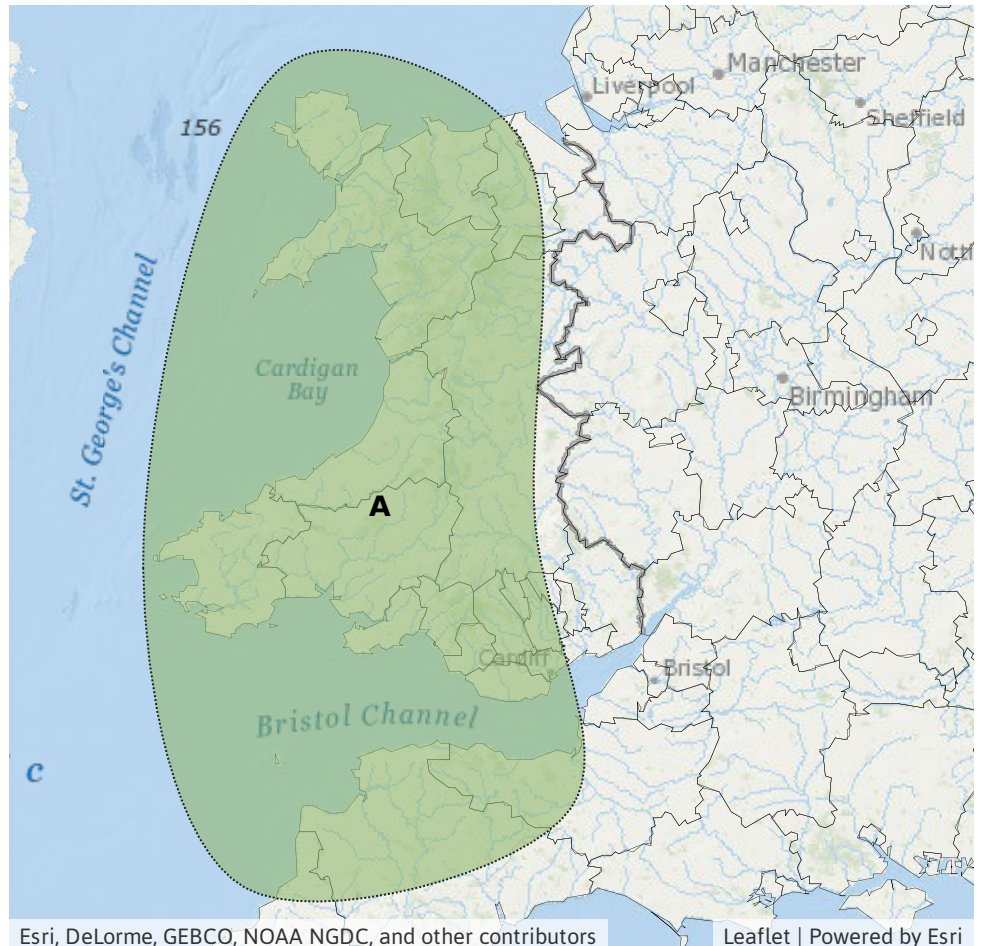 Manchester
Liverpool
Sheffield
156
Notti
St. George's Channel
Cardigan
Bay
Birmingham
A
Cardiff
Bristol
Bristol Channel
C
Esri, DeLorme, GEBCO, NOAA NGDC, and other contributors
Leaflet | Powered by Esri